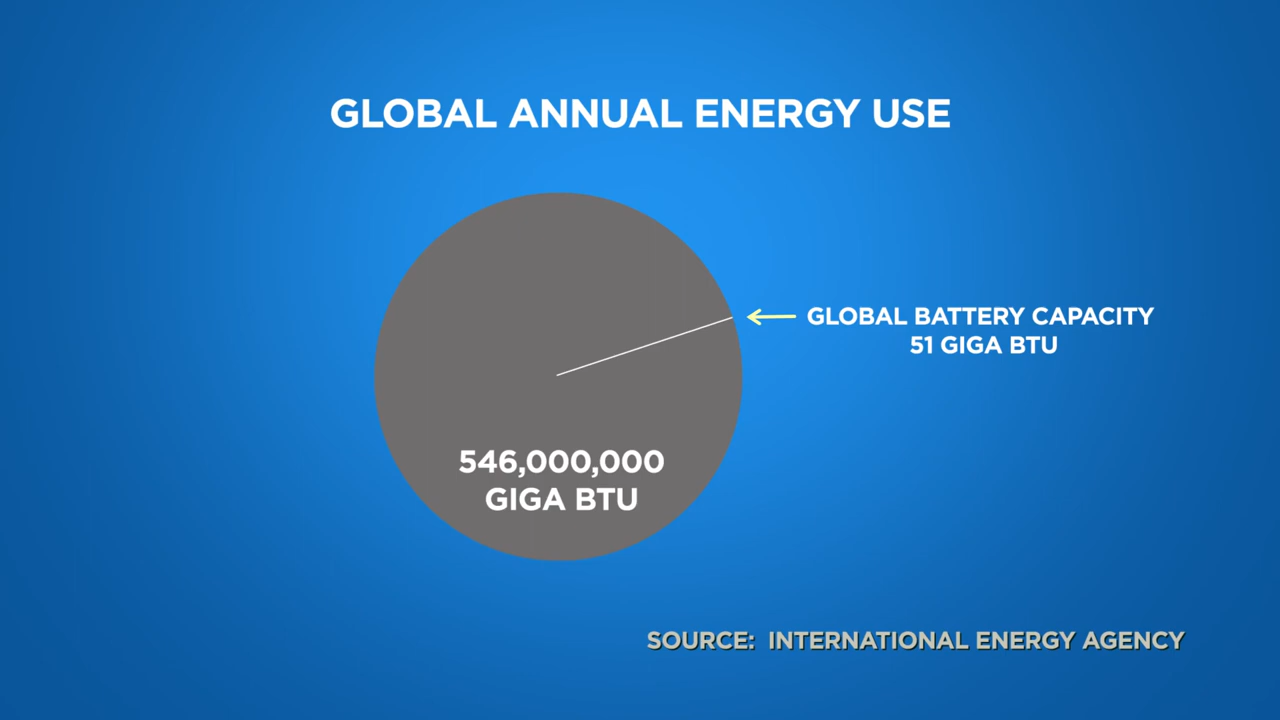 GLOBAL ANNUAL ENERGY USE
GLOBAL BATTERY CAPACITY
51 GIGA BTU
546,000,000
GIGA BTU
SOURCE: INTERNATIONAL ENERGY AGENCY